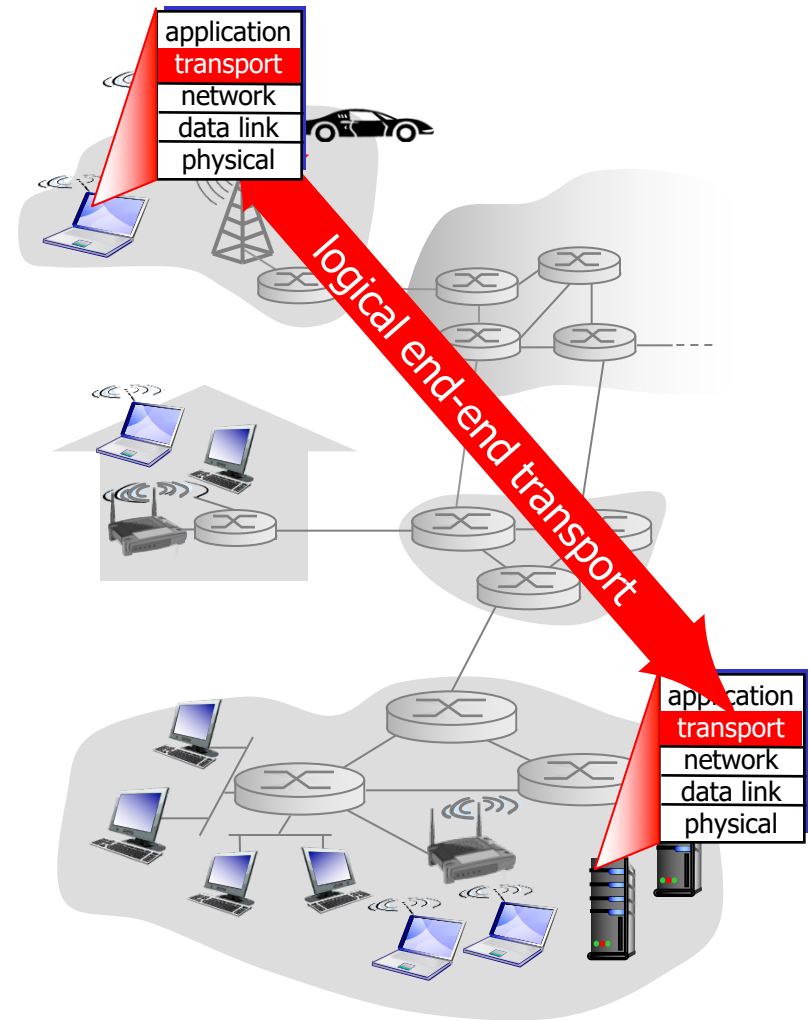 application
transport
network
data link
physical
logical end-end transport
application
transport
network
data link
physical